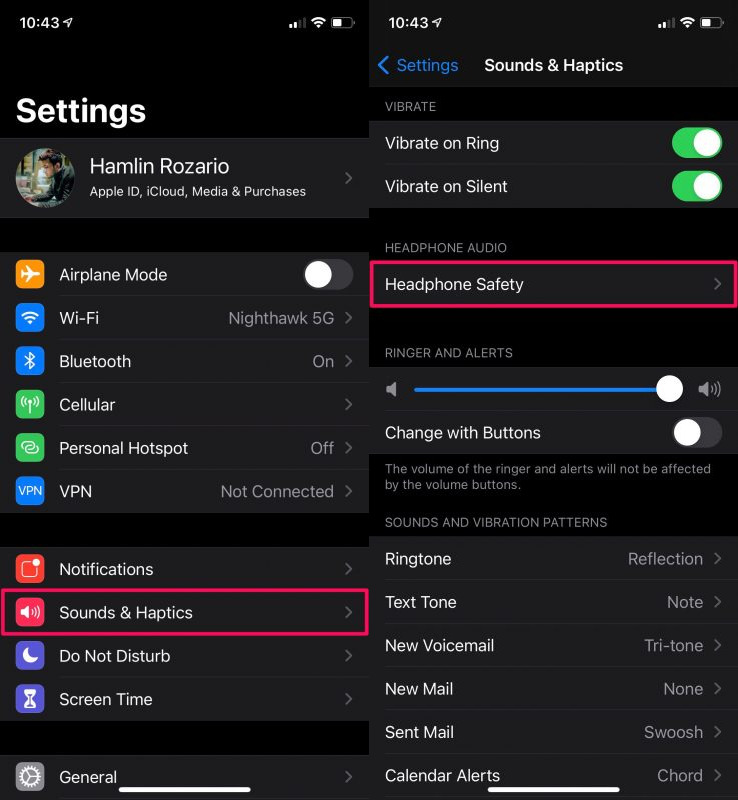 10:43
Settings
Hamlin Rozario
Apple ID, iCloud, Media & Purchases
Airplane Mode
Wi-Fi Nighthawk 5G
Bluetooth On
Cellular
Personal Hotspot Off
VPN VPN Not Connected
Notifications
Sounds & Haptics
Do Not Disturb
Screen Time
General
10:43
Settings Sounds & Haptics
VIBRATE
Vibrate on Ring
Vibrate on Silent
HEADPHONE AUDIO
Headphone Safety
RINGER AND ALERTS
Change with Buttons
The volume of the ringer and alerts will not be affected
by the volume buttons.
SOUNDS AND VIBRATION PATTERNS
Ringtone Reflection
Text Tone Note
New Voicemail Tri-tone
New Mail None
Sent Mail Swoosh
Calendar Alerts Chord